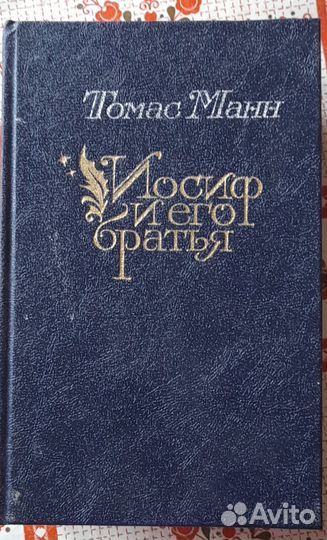 Томас Манн
Иосиф
и его
братья
Avito